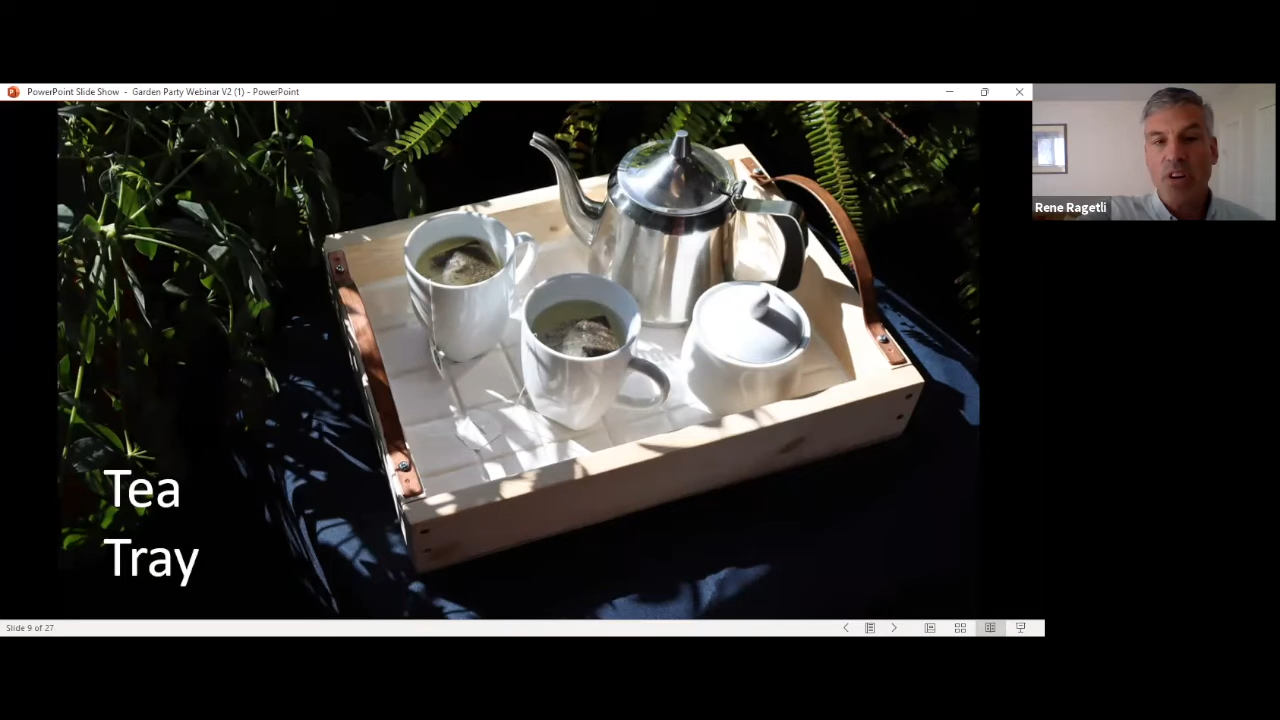 PowerPoint Slide Show - Garden Party Webinar V2 (1) - PowerPoint
Rene Ragetli
Tea
Tray
Slide 9 of 27